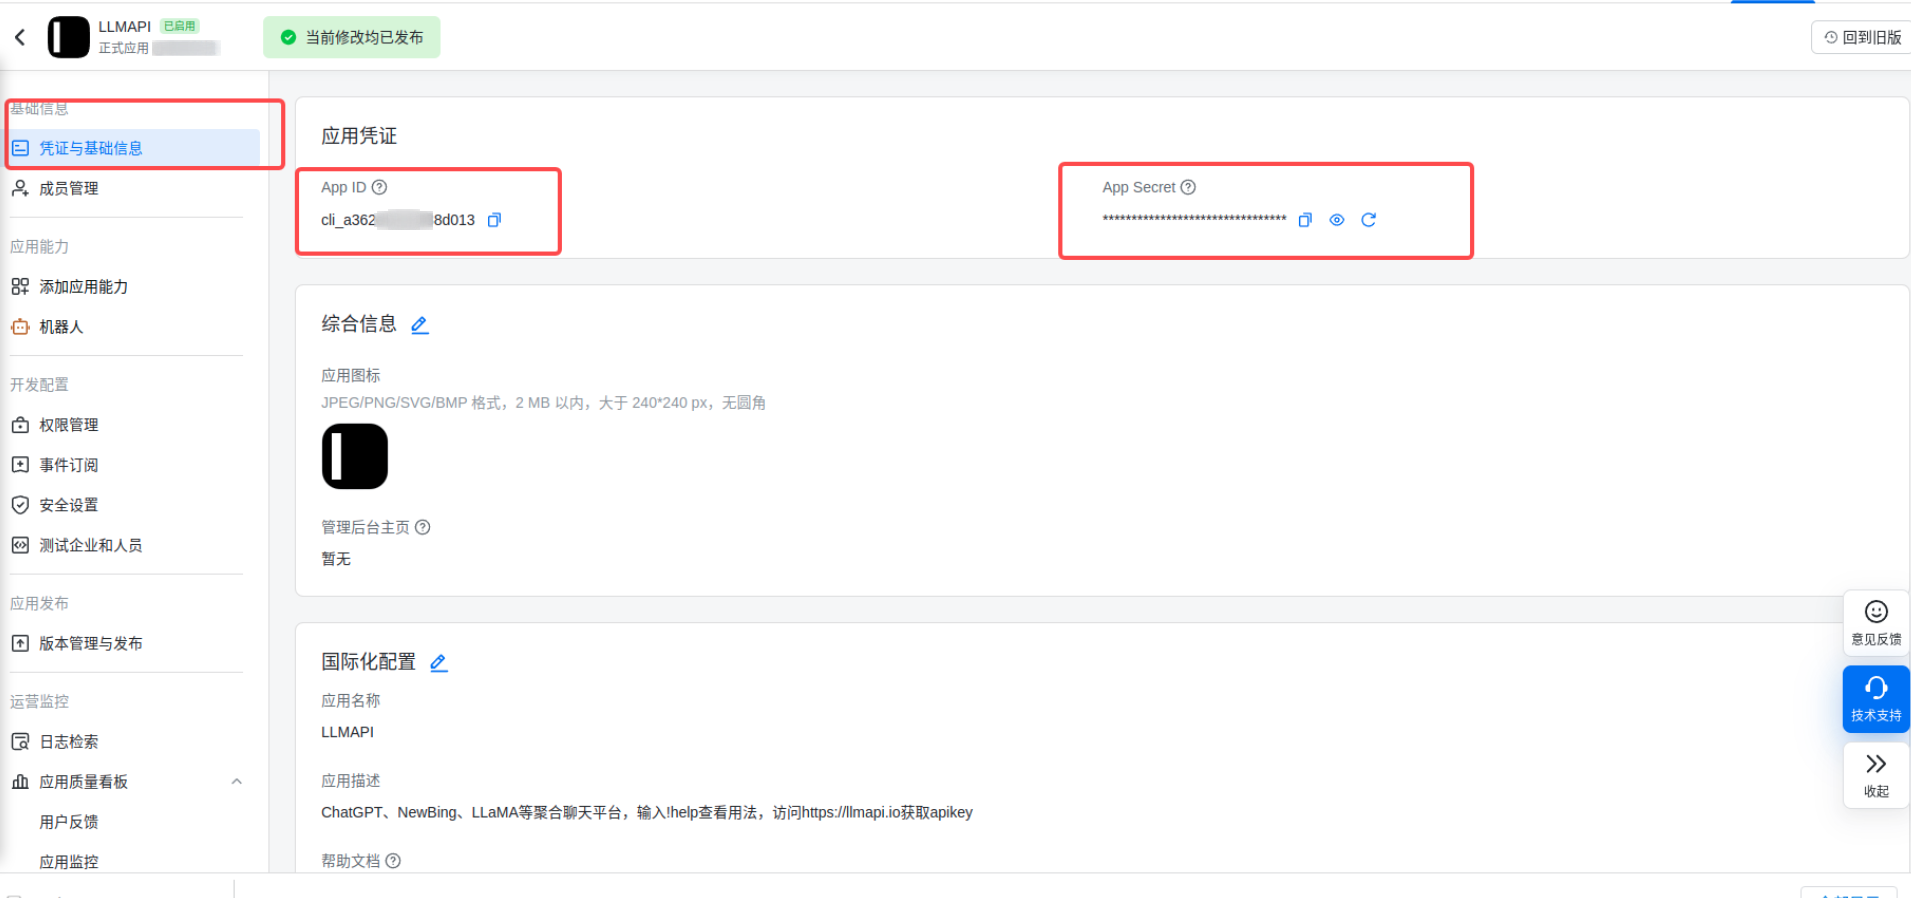 LLMAPI 已启用
正式应用
当前修改均已发布
回到旧版
基础信息
凭证与基础信息
成员管理
应用能力
添加应用能力
机器人
开发配置
权限管理
事件订阅
安全设置
测试企业和人员
应用发布
版本管理与发布
运营监控
日志检索
应用质量看板
用户反馈
应用监控
应用凭证
App ID
cli_a362 8d013
App Secret
********************************
综合信息
应用图标
JPEG/PNG/SVG/BMP 格式，2 MB 以内，大于 240*240 px，无圆角
管理后台主页
暂无
国际化配置
应用名称
LLMAPI
应用描述
ChatGPT、NewBing、LLaMA等聚合聊天平台，输入!help查看用法，访问https://llmapi.io获取apikey
帮助文档
意见反馈
技术支持
收起